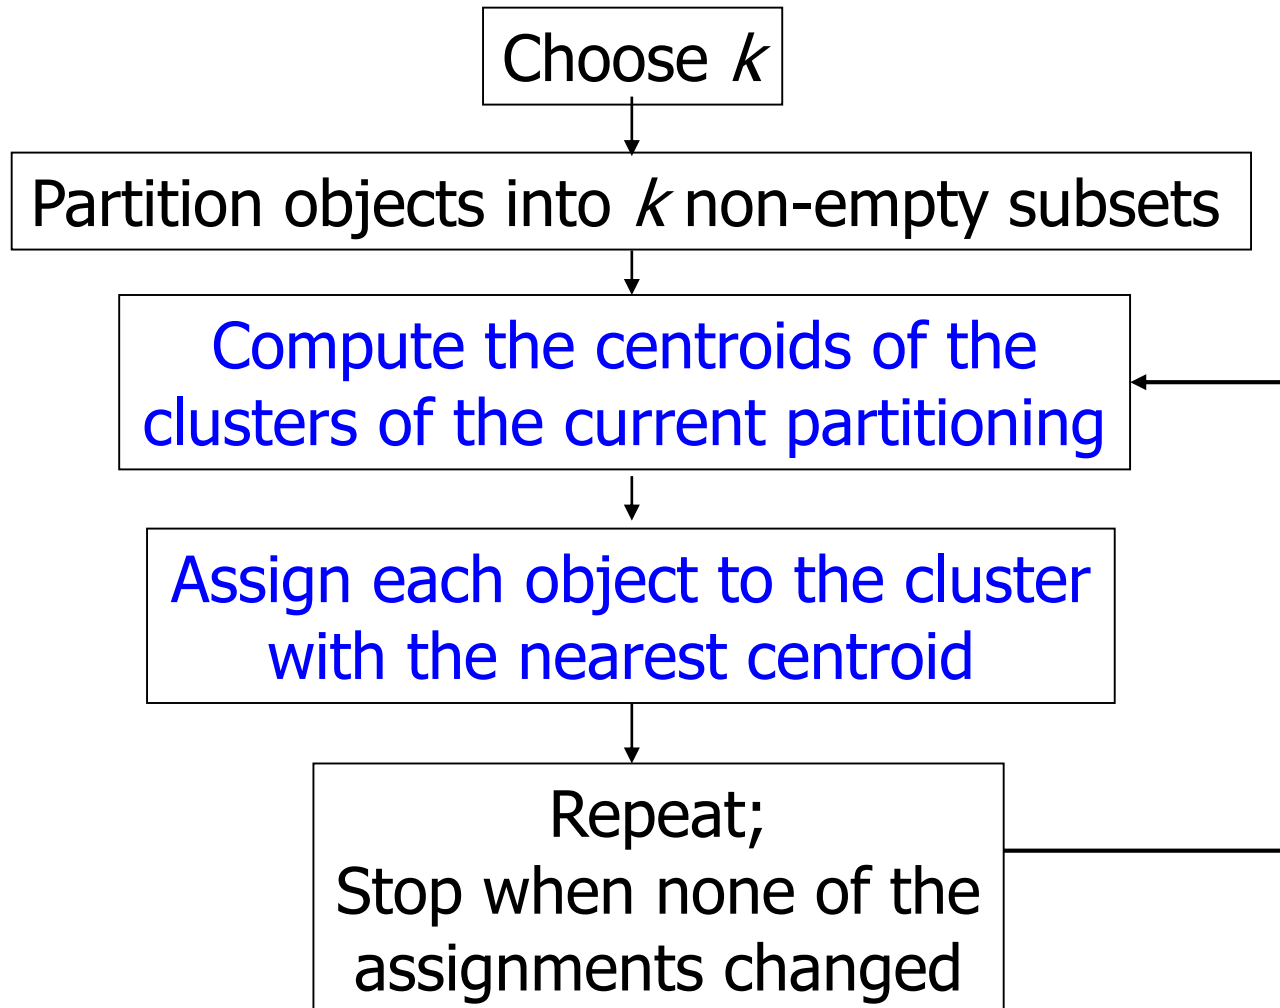 Choose k
Partition objects into k non-empty subsets
Compute the centroids of the
clusters of the current partitioning
Assign each object to the cluster
with the nearest centroid
Repeat;
Stop when none of the
assignments changed